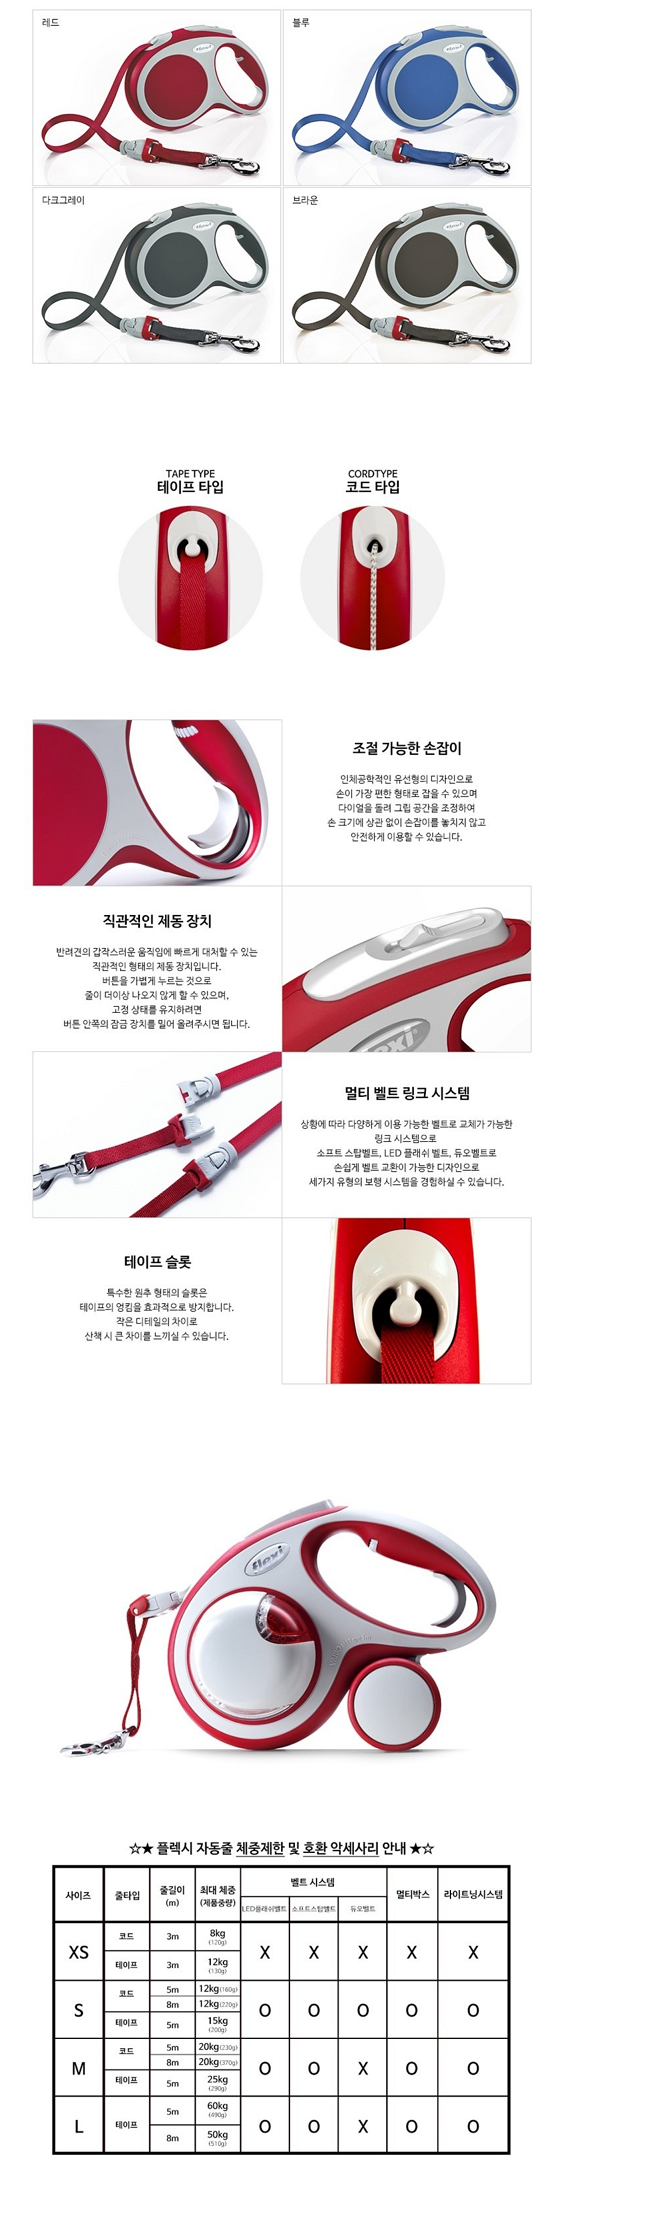 레드
블루
다크그레이
브라운
TAPE TYPE
테이프 타입
CORDTYPE
코드 타입
조절 가능한 손잡이
인체공학적인 유선형의 디자인으로
손이 가장 편한 형태로 잡을 수 있으며
다이얼을 돌려 그립 공간을 조정하여
손 크기에 상관 없이 손잡이를 놓치지 않고
안전하게 이용할 수 있습니다.
직관적인 제동 장치
반려견의 갑작스러운 움직임에 빠르게 대처할 수 있는
직관적인 형태의 제동 장치입니다.
버튼을 가볍게 누르는 것으로
줄이 더이상 나오지 않게 할 수 있으며,
고정 상태를 유지하려면
버튼 안쪽의 잠금 장치를 밀어 올려주시면 됩니다.
멀티 벨트 링크 시스템
상황에 따라 다양하게 이용 가능한 벨트로 교체가 가능한
링크 시스템으로
소프트 스탑벨트, LED 플래쉬 벨트, 듀오벨트로
손쉽게 벨트 교환이 가능한 디자인으로
세가지 유형의 보행 시스템을 경험하실 수 있습니다.
테이프 슬롯
특수한 원추 형태의 슬롯은
테이프의 엉킴을 효과적으로 방지합니다.
작은 디테일의 차이로
산책 시 큰 차이를 느끼실 수 있습니다.
flexi
☆★ 플렉시 자동줄 체중제한 및 호환 악세사리 안내 ★☆
사이즈 줄타입 줄길이 (m) 최대 체중 (제품중량) 벨트 시스템 멀티박스 라이트닝시스템
LED플래쉬벨트 소프트스탑벨트 듀오벨트
XS 코드 3m 8kg (120g) X X X X X
테이프 3m 12kg (130g)
S 코드 5m 12kg (160g) O O O O O
8m 12kg (220g)
테이프 5m 15kg (200g)
M 코드 5m 20kg (230g) O O X O O
8m 20kg (370g)
테이프 5m 25kg (290g)
L 테이프 5m 60kg (490g) O O X O O
8m 50kg (510g)